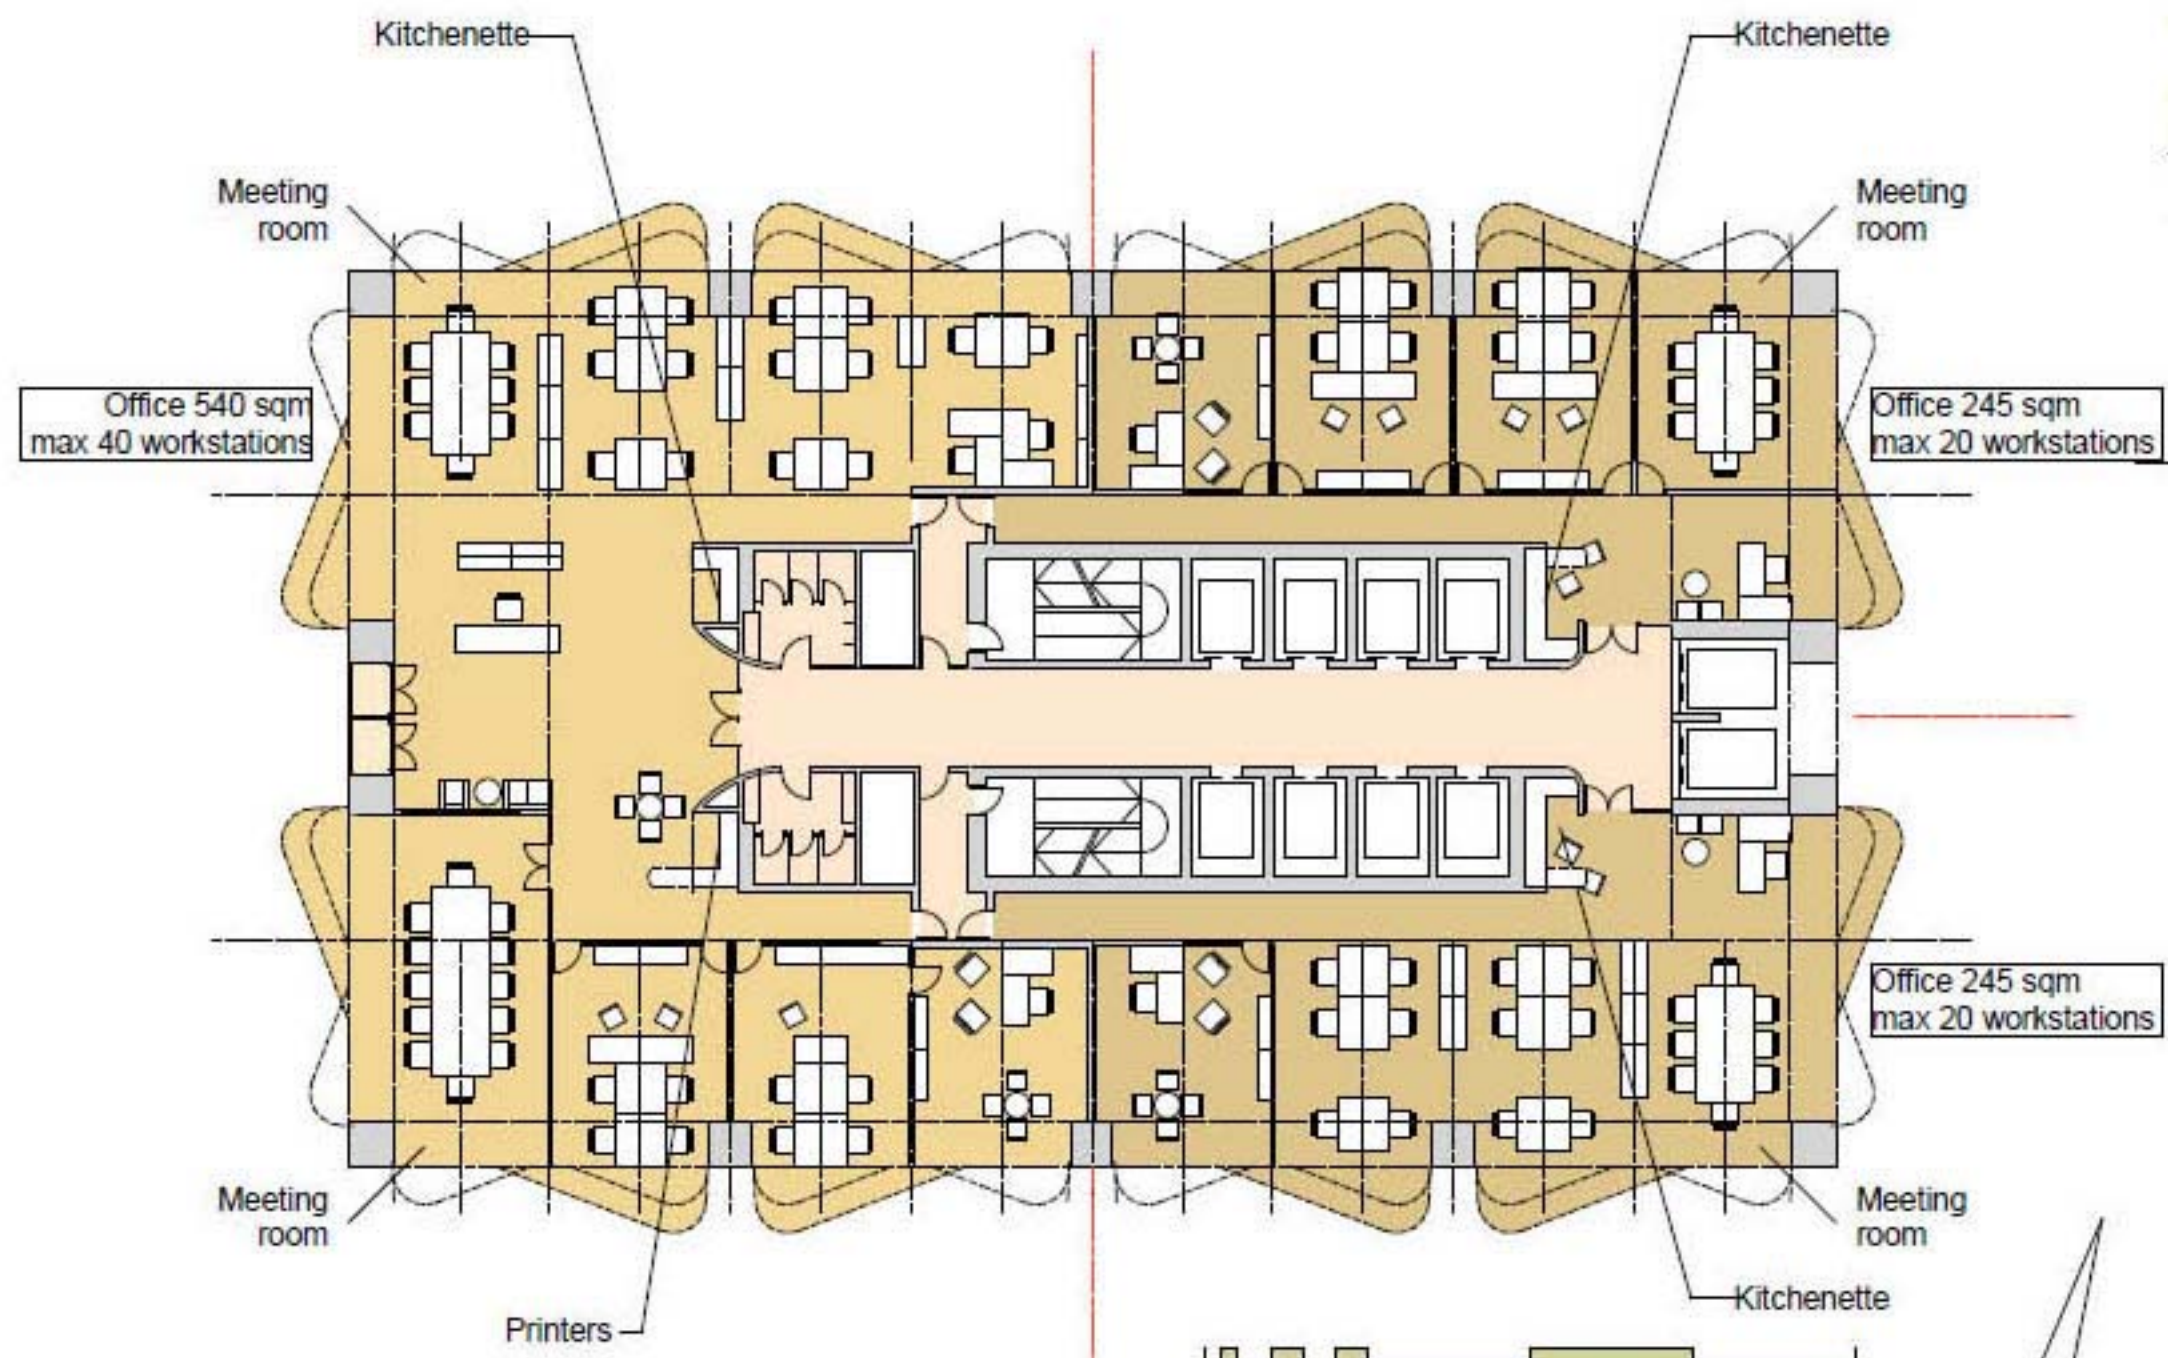 Kitchenette
Kitchenette
Meeting
room
Meeting
room
Office 540 sqm
max 40 workstations
Office 245 sqm
max 20 workstations
Office 245 sqm
max 20 workstations
Meeting
room
Meeting
room
Kitchenette
Printers